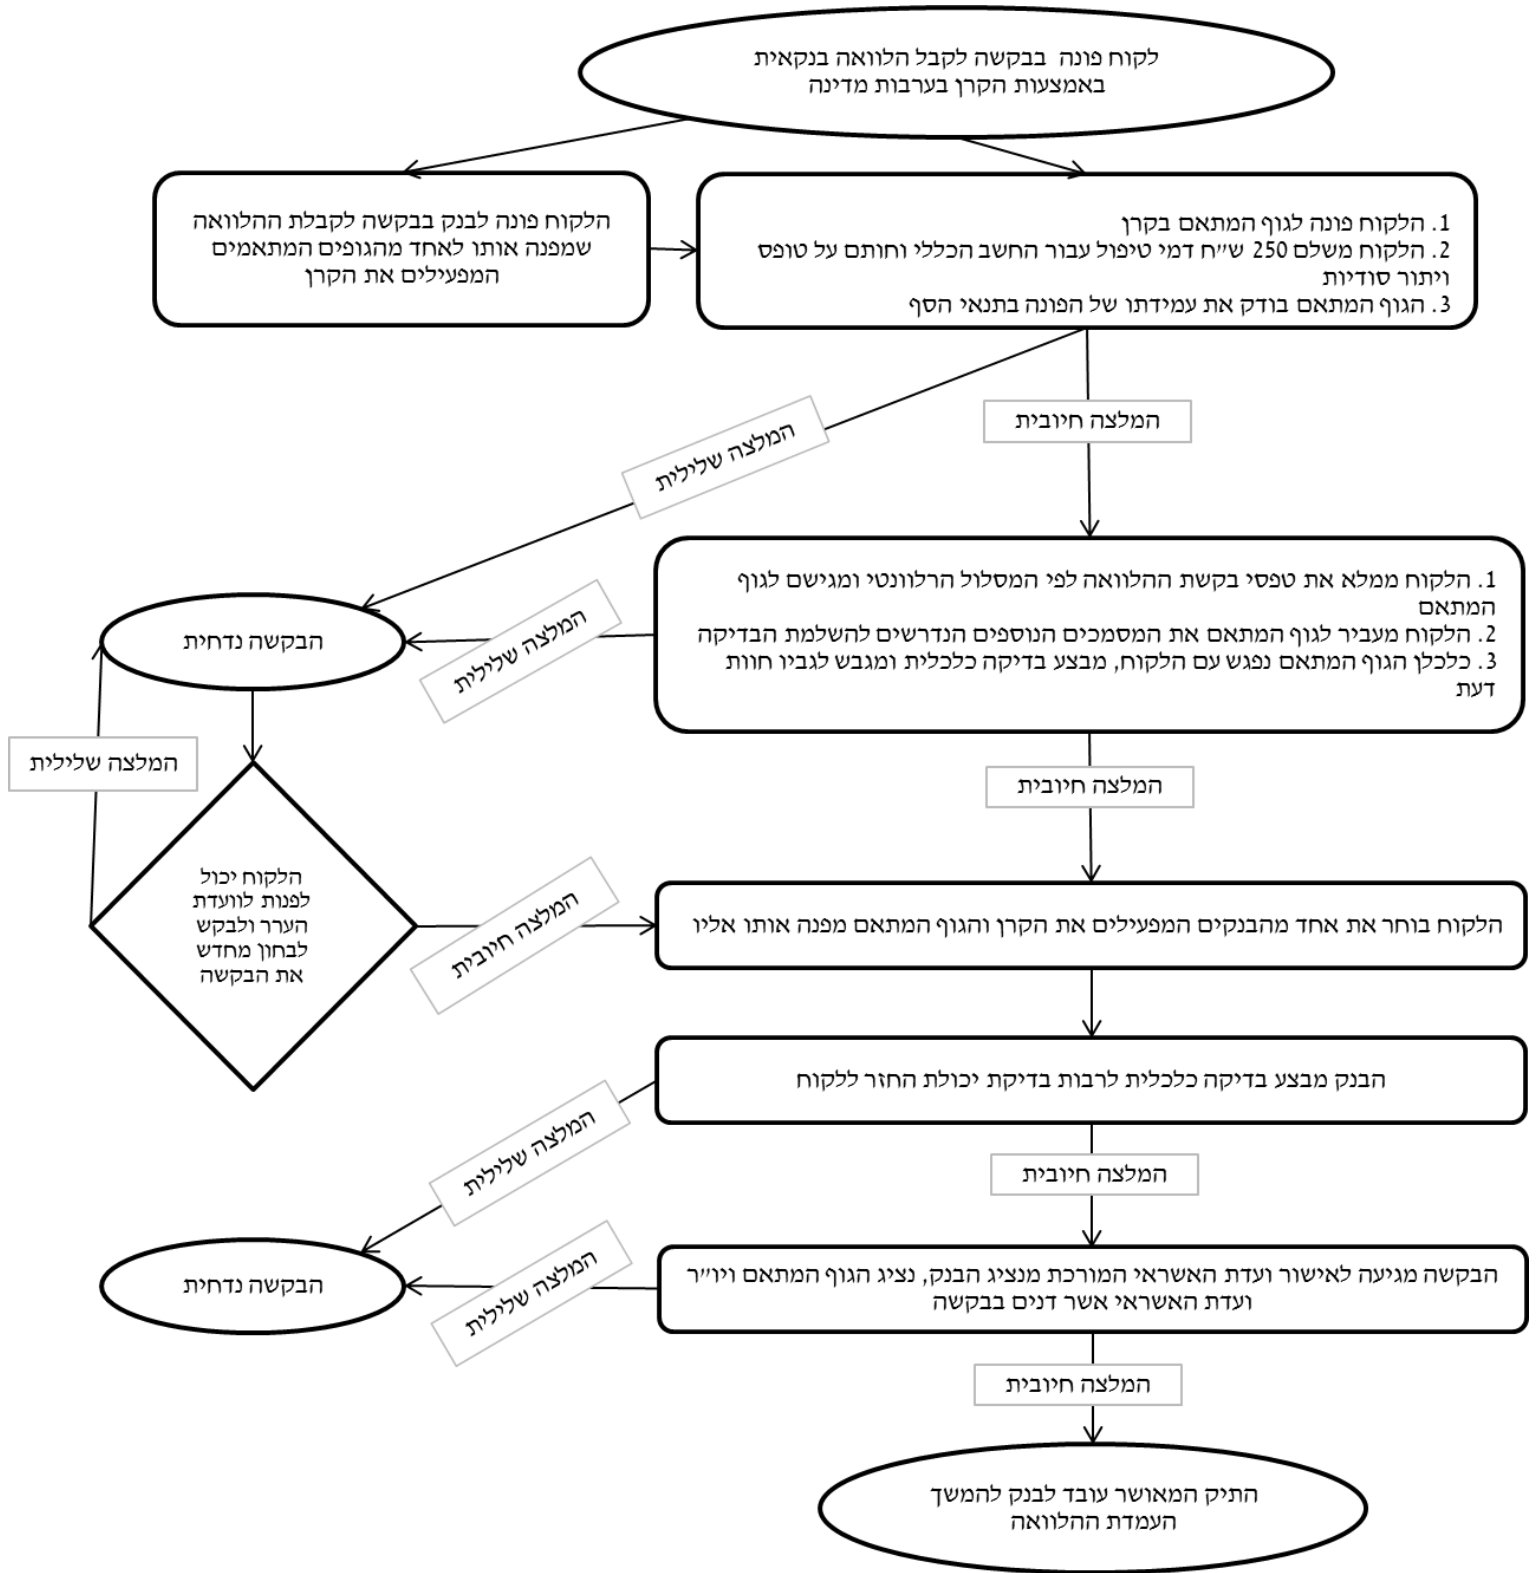 לקוח פונה בבקשה לקבל הלוואה בנקאית
באמצעות הקרן בערבות מדינה
הלקוח פונה לבנק בבקשה לקבלת ההלוואה
שמפנה אותו לאחד מהגופים המתאמים
המפעילים את הקרן
1. הלקוח פונה לגוף המתאם בקרן
2. הלקוח משלם 250 ש״ח דמי טיפול עבור החשב הכללי וחותם על טופס
ויתור סודיות
3. הגוף המתאם בודק את עמידתו של הפונה בתנאי הסף
המלצה חיובית
המלצה שלילית
1. הלקוח ממלא את טפסי בקשת ההלוואה לפי המסלול הרלוונטי ומגישם לגוף
המתאם
2. הלקוח מעביר לגוף המתאם את המסמכים הנוספים הנדרשים להשלמת הבדיקה
3. כלכלן הגוף המתאם נפגש עם הלקוח, מבצע בדיקה כלכלית ומגבש לגביו חוות
דעת
המלצה שלילית
הבקשה נדחית
המלצה שלילית
המלצה חיובית
הלקוח יכול
לפנות לוועדת
הערר ולבקש
לבחון מחדש
את הבקשה
המלצה חיובית
הלקוח בוחר את אחד מהבנקים המפעילים את הקרן והגוף המתאם מפנה אותו אליו
הבנק מבצע בדיקה כלכלית לרבות בדיקת יכולת החזר ללקוח
המלצה שלילית
המלצה חיובית
הבקשה מגיעה לאישור ועדת האשראי המורכת מנציג הבנק, נציג הגוף המתאם ויו״ר
ועדת האשראי אשר דנים בבקשה
המלצה שלילית
הבקשה נדחית
המלצה חיובית
התיק המאושר עובד לבנק להמשך
העמדת ההלוואה